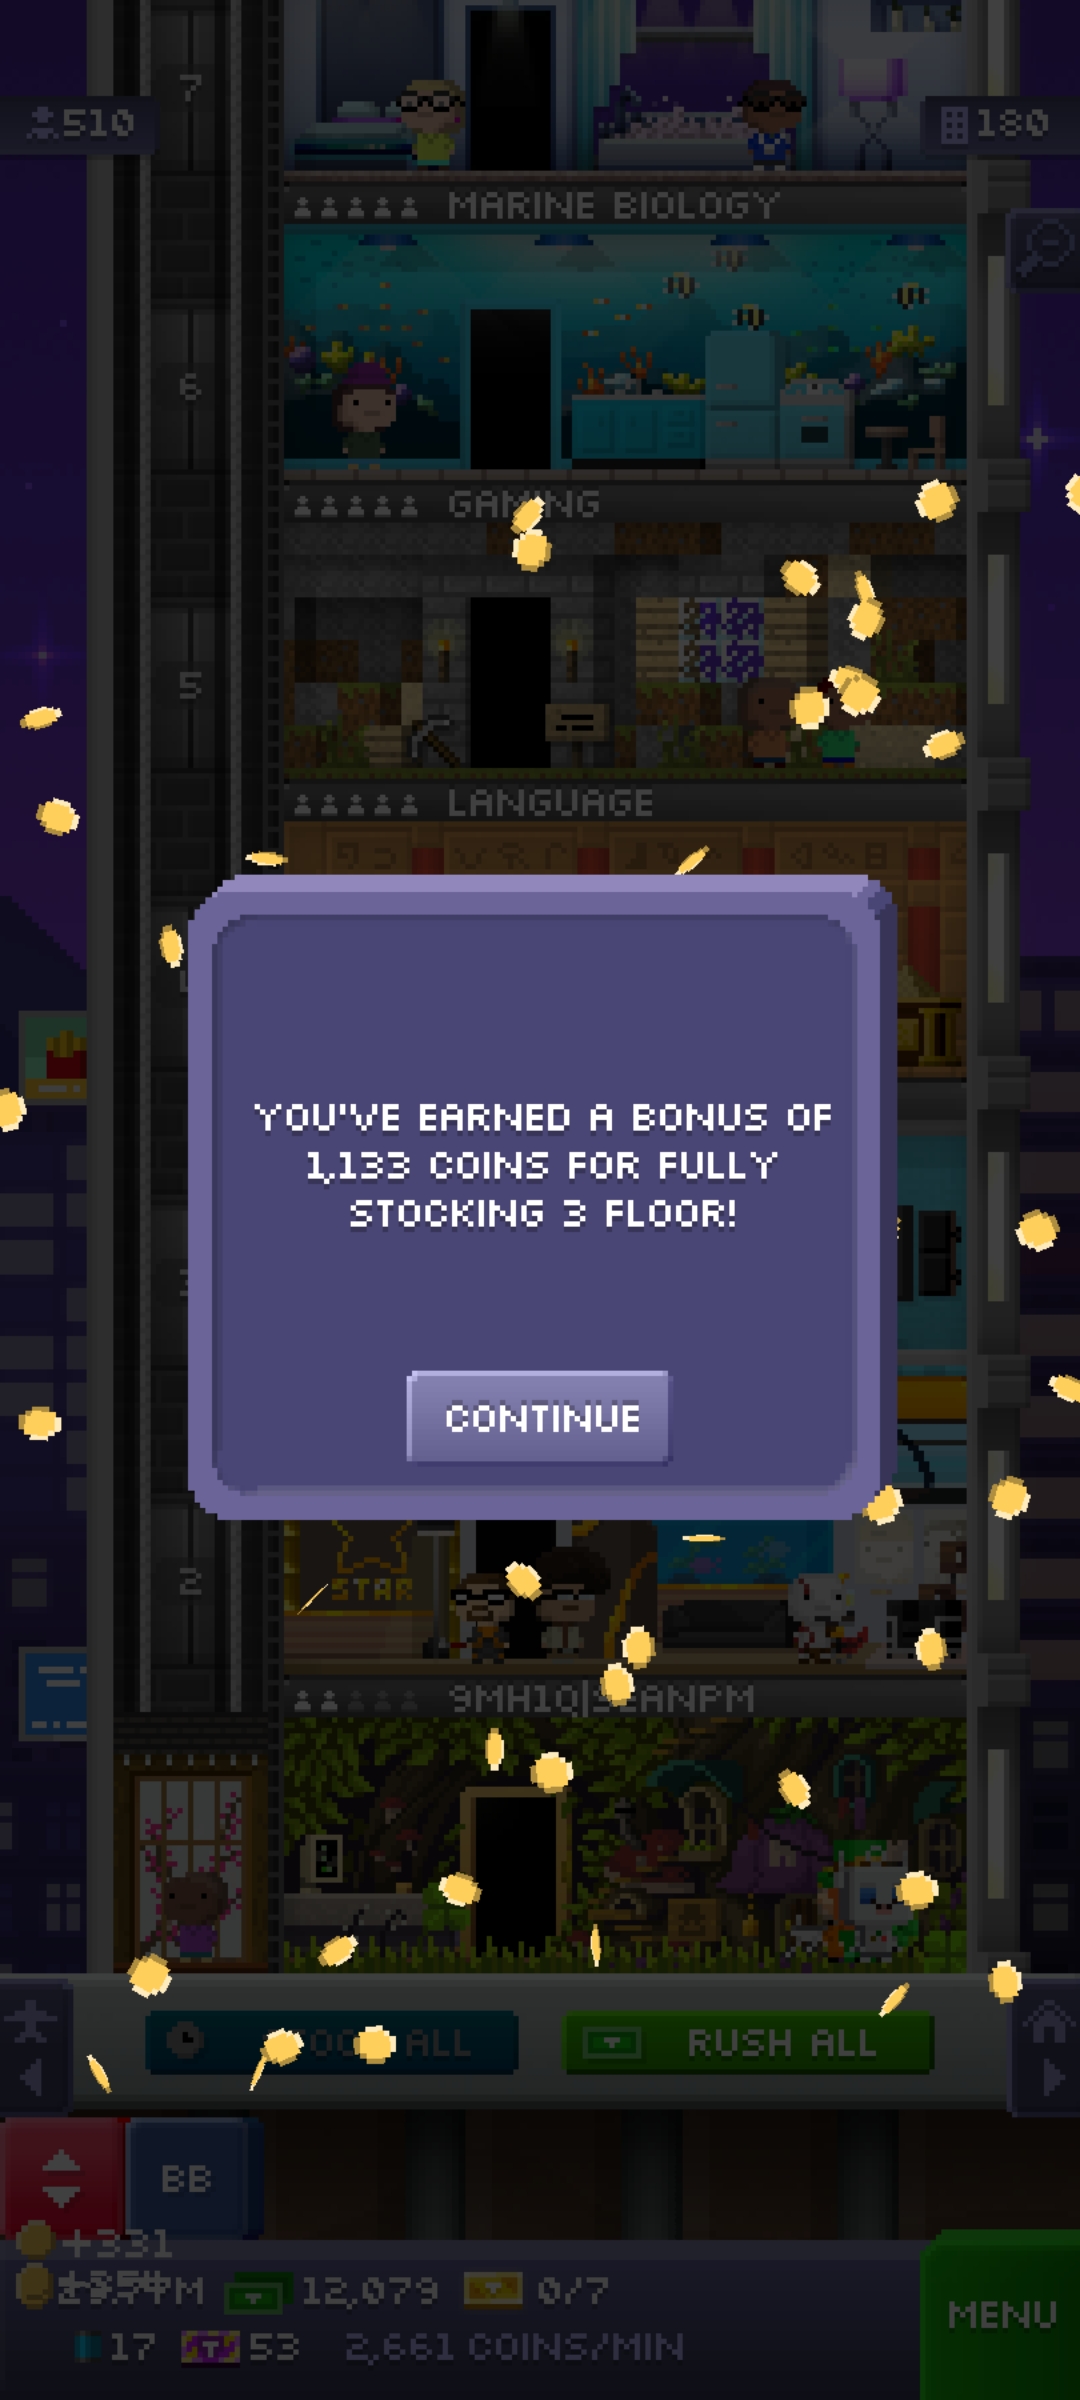 7
510
180
MARINE BIOLOGY
6
GAMING
5
LANGUAGE
YOU'VE EARNED A BONUS OF
1,133 COINS FOR FULLY
STOCKING 3 FLOOR!
CONTINUE
2
STAR
9MH1Q|SEANPM
ALL
RUSH ALL
BB
+331
12,079
0/7
MENU
17
53
2,661 COINS/MIN